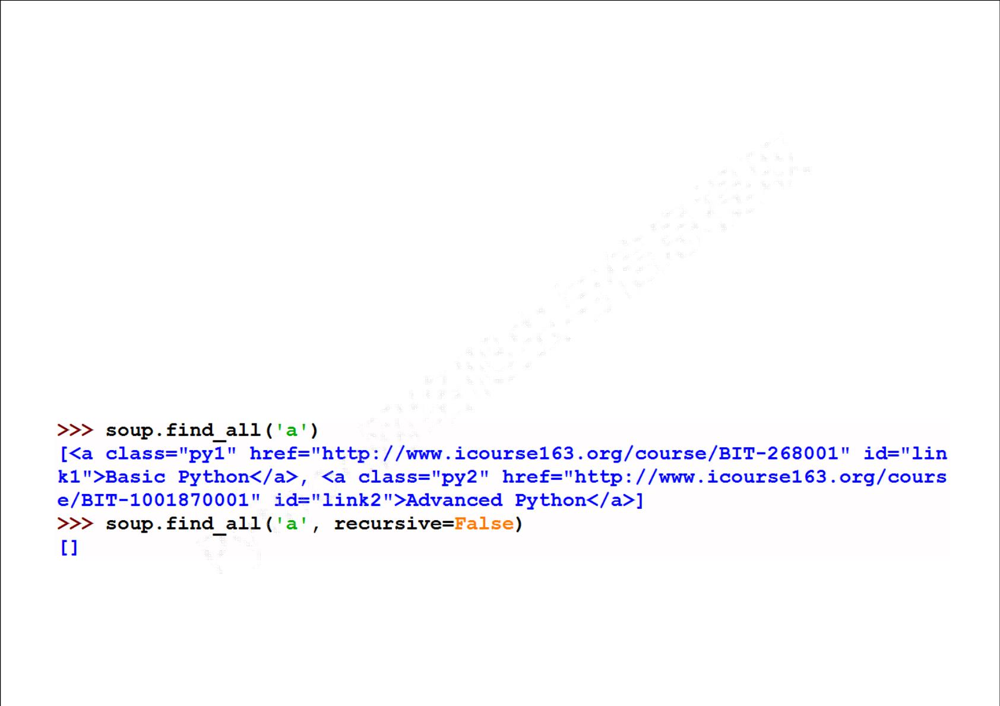 >>> soup.find_all('a')
[<a class="py1" href="http://www.icourse163.org/course/BIT-268001" id="lin
k1">Basic Python</a>, <a class="py2" href="http://www.icourse163.org/cours
e/BIT-1001870001" id="link2">Advanced Python</a>]
>>> soup.find_all('a', recursive=False)
[]